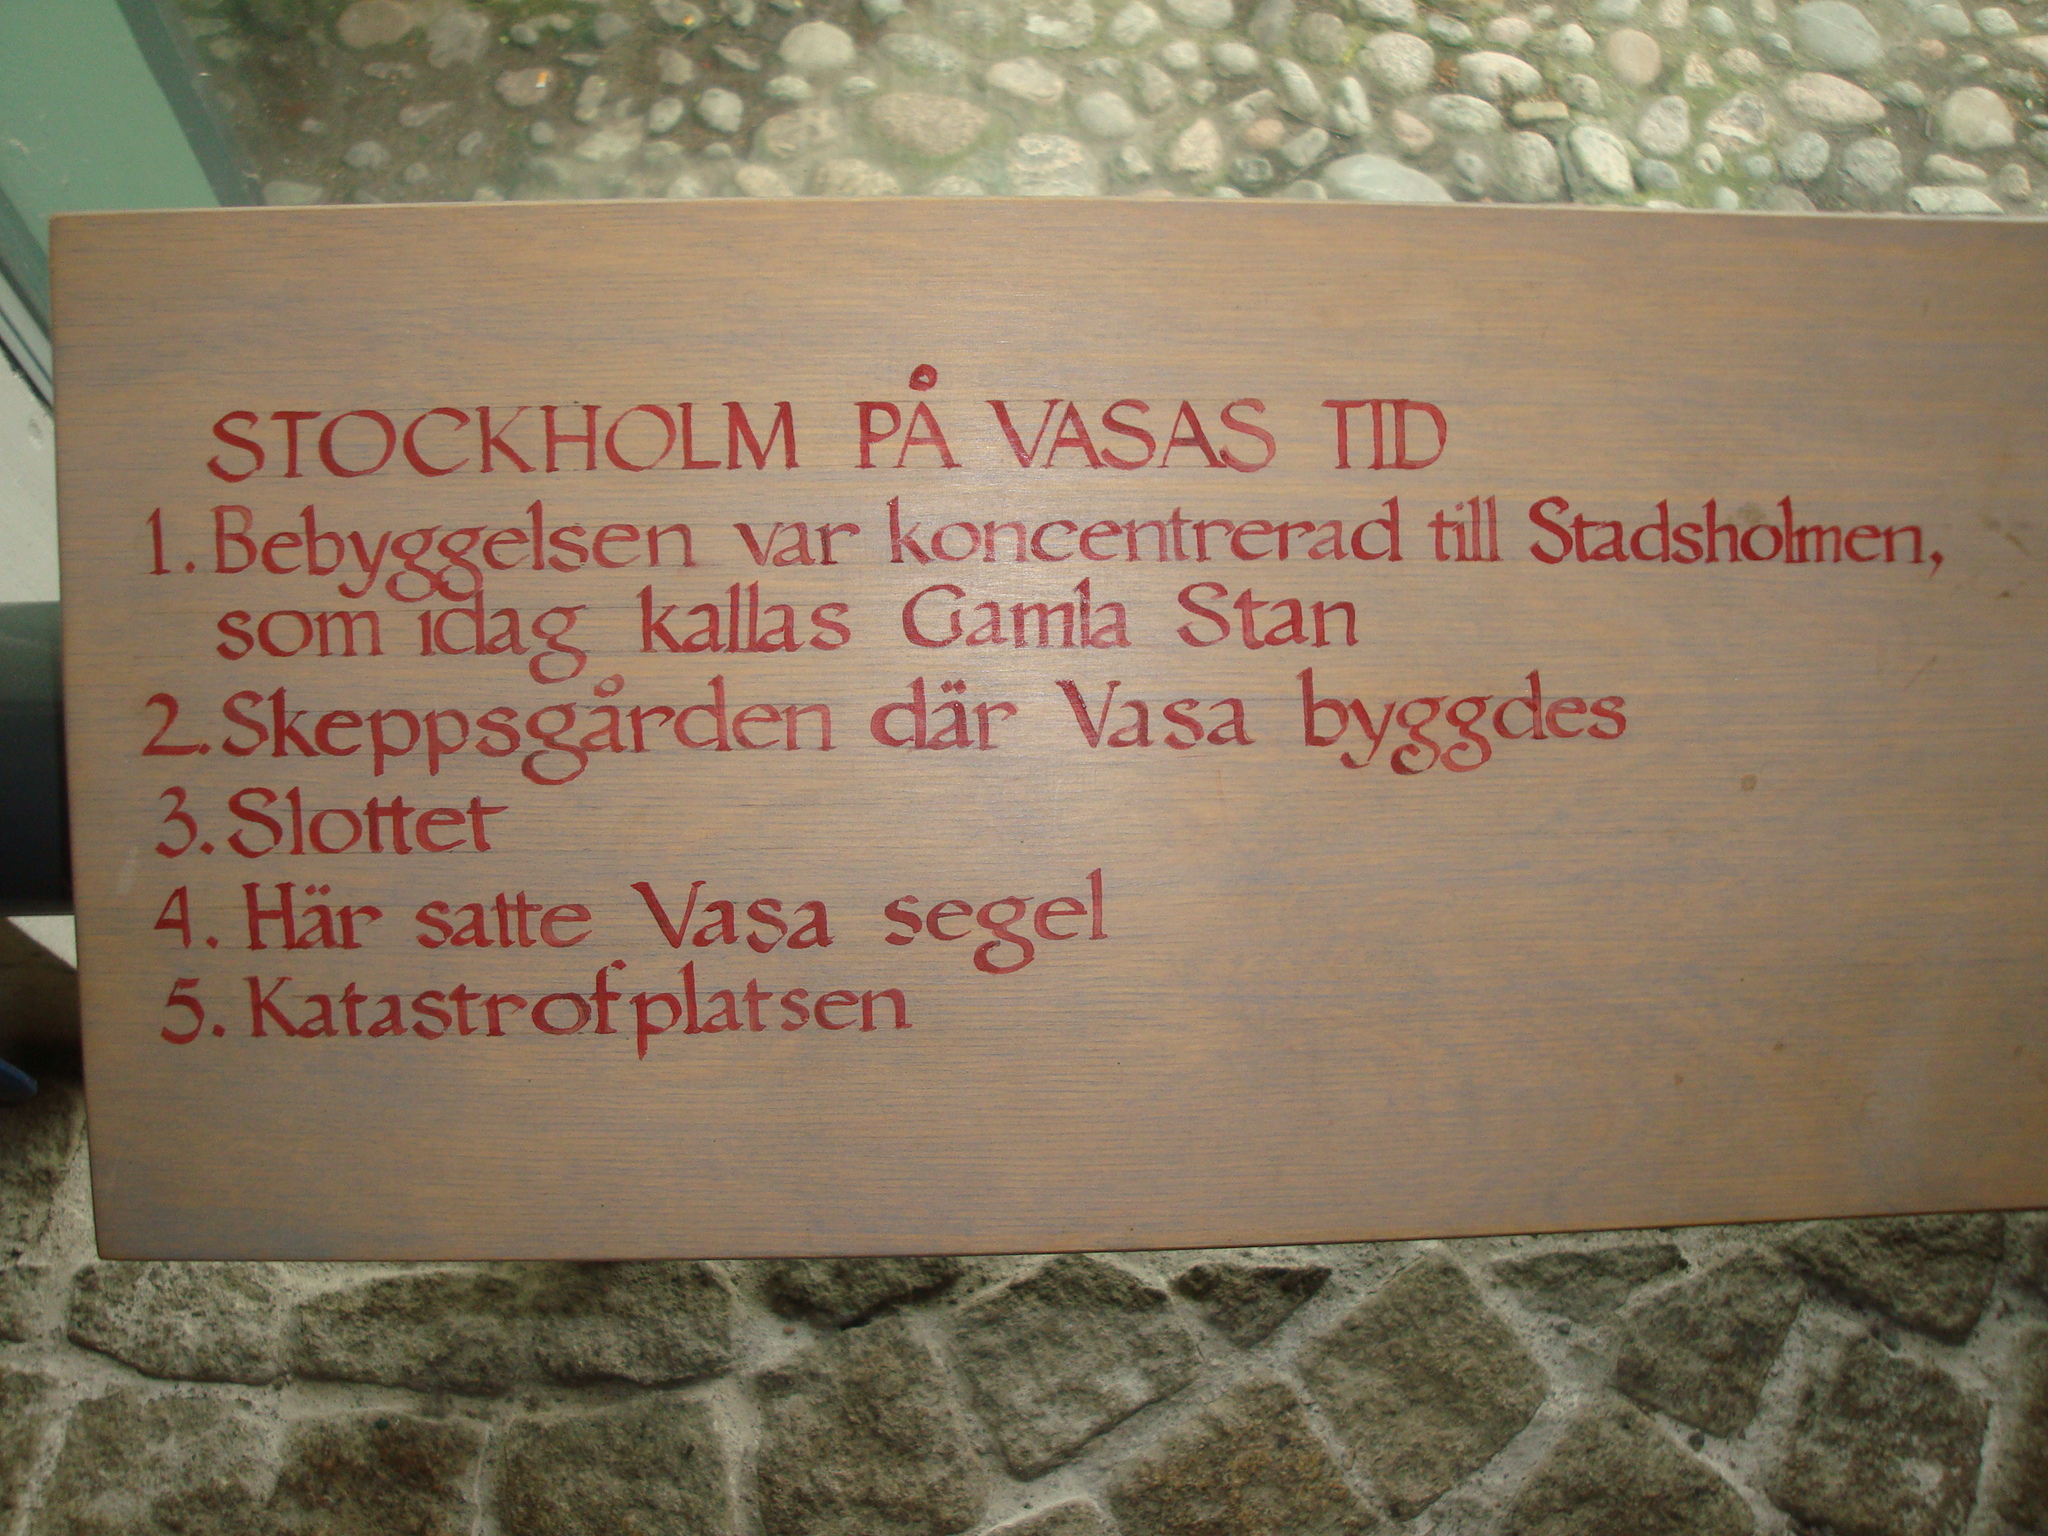 STOCKHOLM PÅ VASAS TID
1. Bebyggelsen var koncentrerad till Stadsholmen,
som idag kallas Gamla Stan
2. Skeppsgården där Vasa byggdes
3. Slottet
4. Här satte Vasa segel
5. Katastrofplatsen